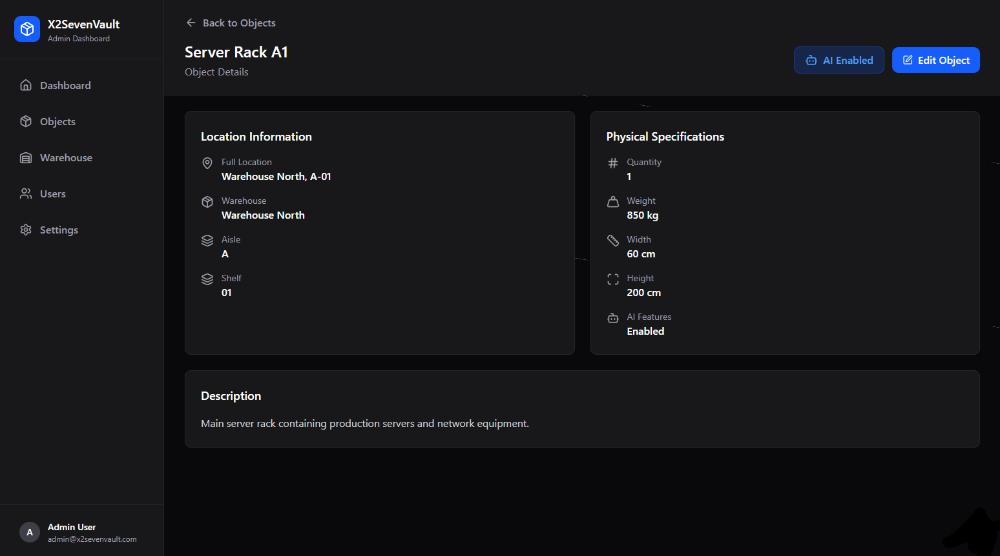 X2SevenVault
Admin Dashboard
Dashboard
Objects
Warehouse
Users
Settings
A
Admin User
admin@x2sevenvault.com
Back to Objects
Server Rack A1
Object Details
AI Enabled
Edit Object
Location Information
Full Location
Warehouse North, A-01
Warehouse
Warehouse North
Aisle
A
Shelf
01
Physical Specifications
Quantity
1
Weight
850 kg
Width
60 cm
Height
200 cm
AI Features
Enabled
Description
Main server rack containing production servers and network equipment.